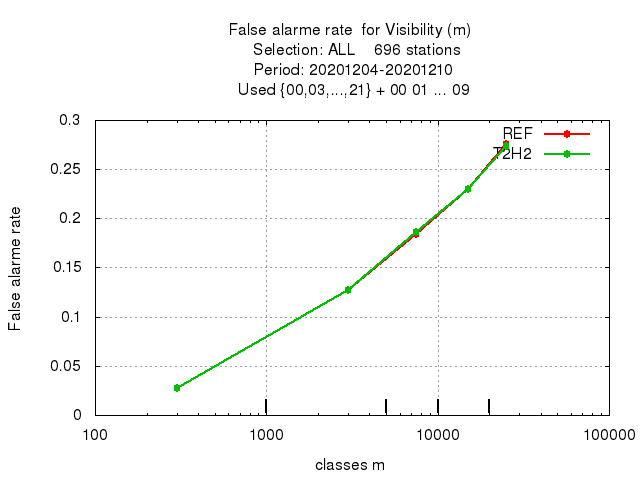 False alarme rate  for Visibility (m)
Selection: ALL    696 stations
Period: 20201204-20201210
Used {00,03,...,21} + 00 01 ... 09
REF
T2H2
0.3
0.25
0.2
0.15
0.1
0.05
0
False alarme rate
100
1000
10000
100000
classes m